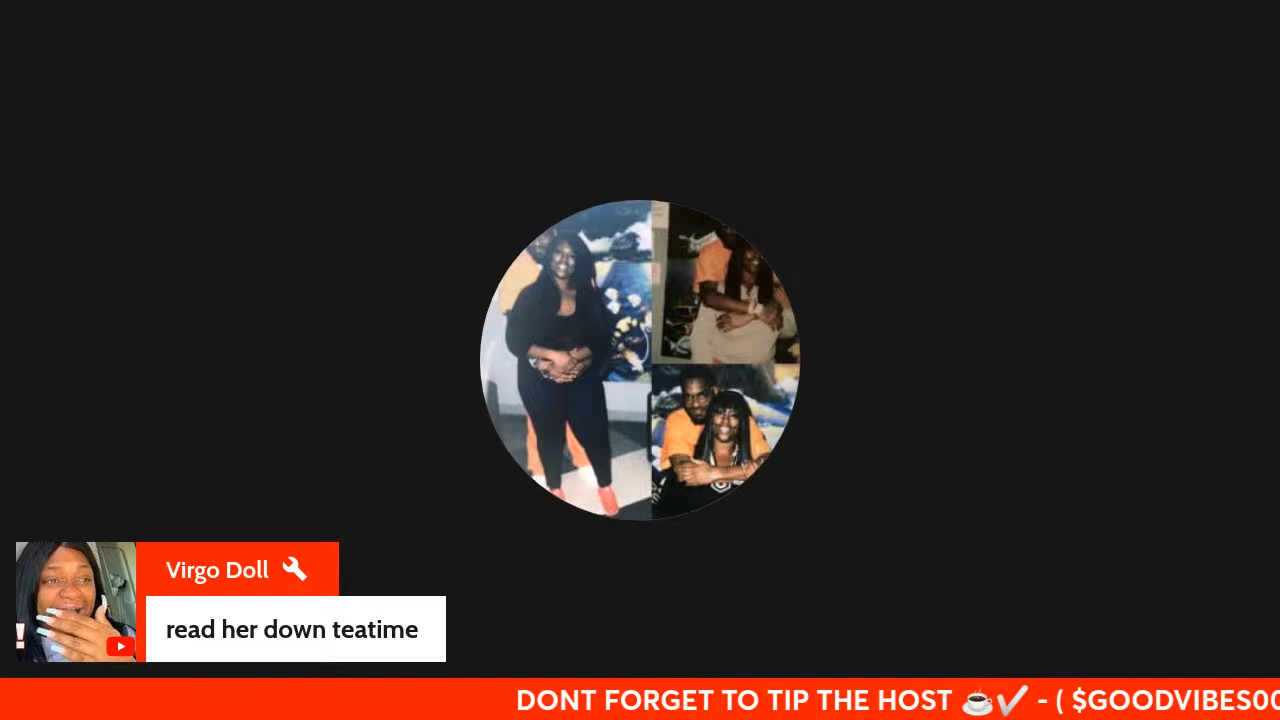 Virgo Doll
read her down teatime
DONT FORGET TO TIP THE HOST ☕✔ - ( $GOODVIBES00